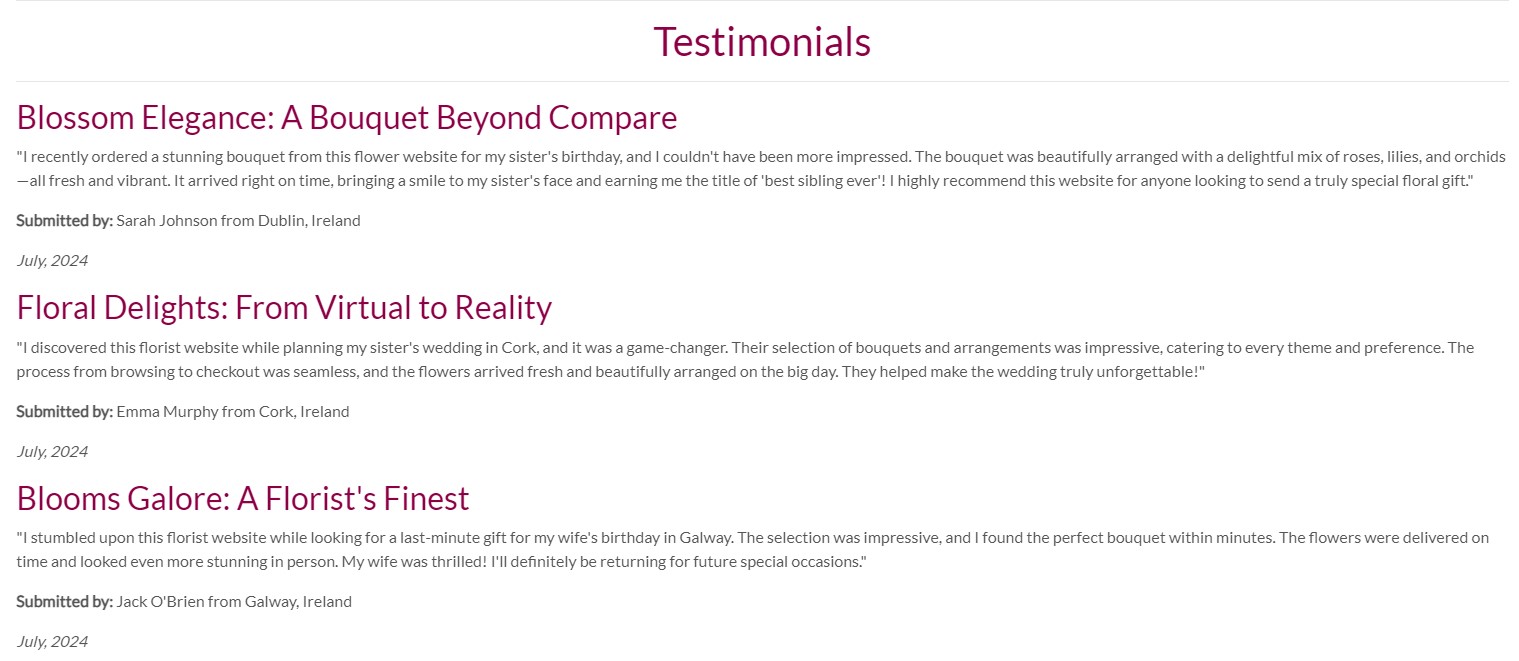 Testimonials
Blossom Elegance: A Bouquet Beyond Compare
"I recently ordered a stunning bouquet from this flower website for my sister's birthday, and I couldn't have been more impressed. The bouquet was beautifully arranged with a delightful mix of roses, lilies, and orchids
—all fresh and vibrant. It arrived right on time, bringing a smile to my sister's face and earning me the title of 'best sibling ever'! I highly recommend this website for anyone looking to send a truly special floral gift."
Submitted by: Sarah Johnson from Dublin, Ireland
July, 2024
Floral Delights: From Virtual to Reality
"I discovered this florist website while planning my sister's wedding in Cork, and it was a game-changer. Their selection of bouquets and arrangements was impressive, catering to every theme and preference. The
process from browsing to checkout was seamless, and the flowers arrived fresh and beautifully arranged on the big day. They helped make the wedding truly unforgettable!"
Submitted by: Emma Murphy from Cork, Ireland
July, 2024
Blooms Galore: A Florist's Finest
"I stumbled upon this florist website while looking for a last-minute gift for my wife's birthday in Galway. The selection was impressive, and I found the perfect bouquet within minutes. The flowers were delivered on
time and looked even more stunning in person. My wife was thrilled! I'll definitely be returning for future special occasions."
Submitted by: Jack O'Brien from Galway, Ireland
July, 2024